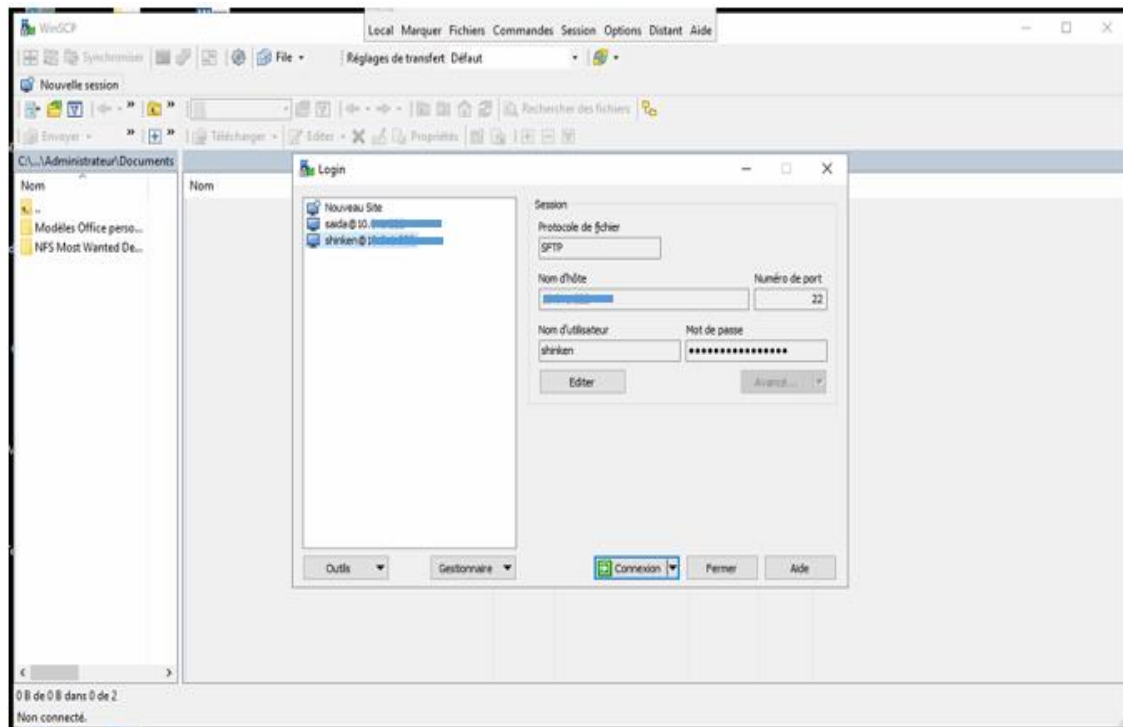 WinSCP
Local Marquer Fichiers Commandes Session Options Distant Aide
Synchroniser File Réglages de transfert Défaut
Nouvelle session
Rechercher des fichiers
Envoyer Télécharger Editer Propriétés
C:\...\Administrateur\Documents
Nom Nom
..
Modèles Office perso...
NFS Most Wanted De...
Login
Nouveau Site
saida@10.
shinken@1
Session
Protocole de fichier
SFTP
Nom d'hôte Numéro de port
22
Nom d'utilisateur Mot de passe
shinken ••••••••••••••••
Editer Avancé...
Outils Gestionnaire Connexion Fermer Aide
0 B de 0 B dans 0 de 2
Non connecté.